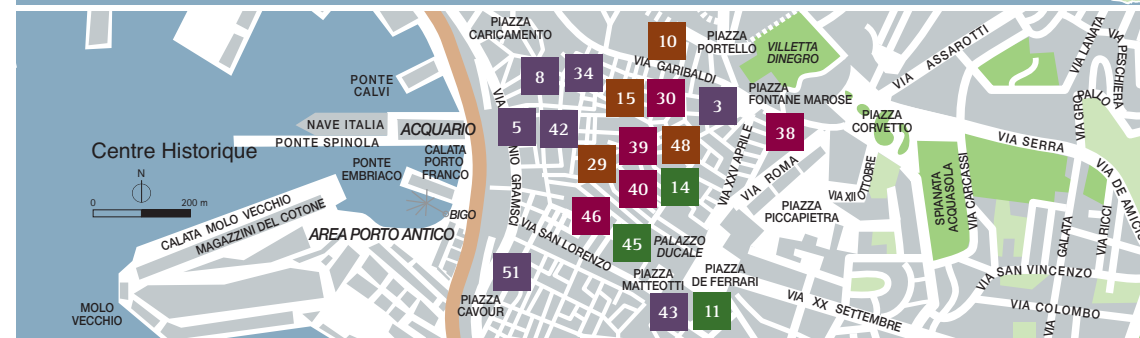 PIAZZA
CARICAMENTO
10
PIAZZA
PORTELLO
VILLETTA
DINEGRO
VIA ASSAROTTI
VIA LANATA
VIA PESCHIERA
PONTE
CALVI
8
34
VIA GARIBALDI
15
30
3
PIAZZA
FONTANE MAROSE
NAVE ITALIA
ACQUARIO
5
42
38
PIAZZA
CORVETTO
PONTE SPINOLA
Centre Historique
39
48
VIA SERRA
CALATA
PORTO
FRANCO
PONTE
EMBRIACO
29
VIA XXV APRILE
VIA ROMA
N
40
14
VIA XII OTTOBRE
SPIANATA
ACQUASOLA
VIA CARCASSI
0
200 m
BIGO
46
PIAZZA
PICCAPIETRA
GALATA
VIA RICCI
CALATA MOLO VECCHIO
MAGAZZINI DEL COTONE
AREA PORTO ANTICO
VIA SAN LORENZO
45
PALAZZO
DUCALE
51
PIAZZA
MATTEOTTI
PIAZZA
DE FERRARI
VIA SAN VINCENZO
MOLO
VECCHIO
PIAZZA
CAVOUR
43
11
VIA XX SETTEMBRE
VIA COLOMBO
VIA